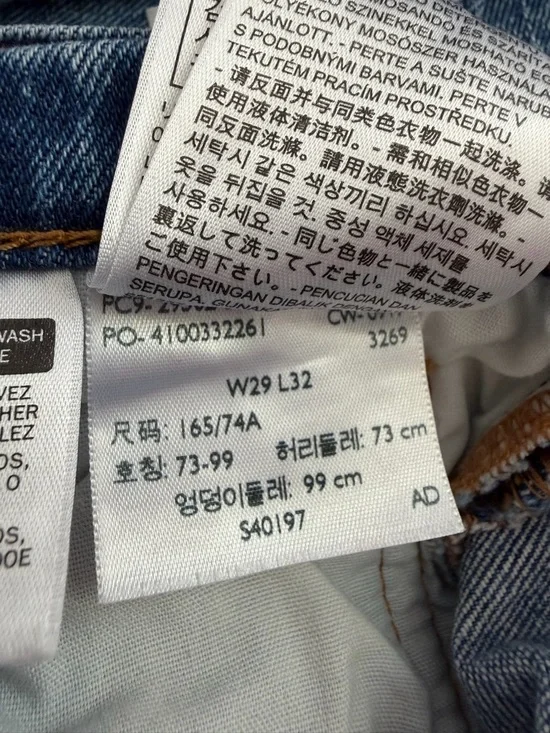 MOSANDÓ ÉS
SZÍNEKKEL MOSHATÓ
FOLYÉKONY MOSÓSZER HASZNÁLATA
AJÁNLOTT. - PERTE A SUŠTE NARUBY
S PODOBNÝMI BARVAMI. PERTE V
TEKUTÉM PRACÍM PROSTŘEDKU.
- 请反面并与同类色衣物一起洗涤。请
使用液体清洁剂。- 需和相似色衣物一
同反面洗滌。請用液態洗衣劑洗滌。-
세탁시 같은 색상끼리 하십시요. 세탁시
옷을 뒤집을 것. 중성 액체 세제를
사용하세요. - 同じ色物と一緒に製品を
裏返して洗ってください。液体洗剤を
ご使用下さい。- PENCUCIAN DAN
PENGERINGAN DIBALIK
SERUPA. GUNAKAN
PO- 4100332261
3269
W29 L32
尺码: 165/74A
호칭: 73-99 허리둘레: 73 cm
엉덩이둘레: 99 cm
AD
S40197
WASH
E
VEZ
HER
LEZ
OS,
O
OS,
00E